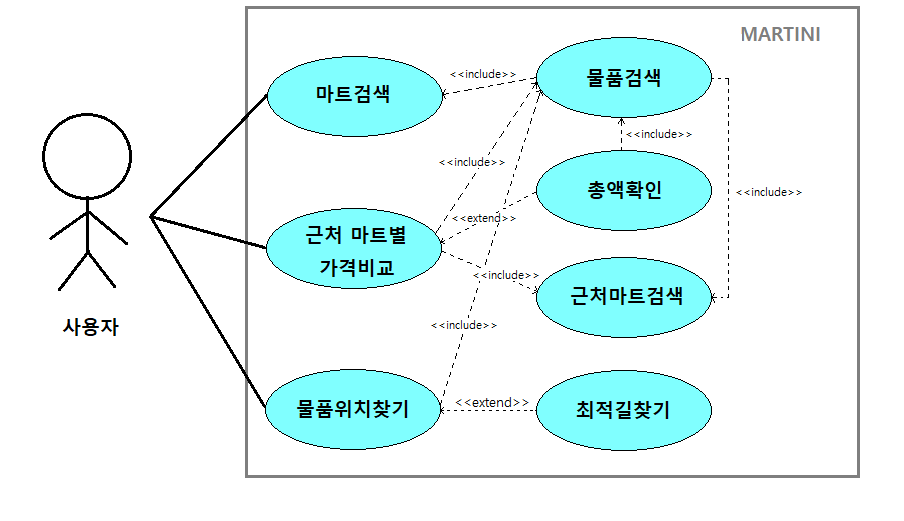 MARTINI
마트검색
<<include>>
물품검색
<<include>>
<<include>>
총액확인
<<include>>
<<extend>>
근처 마트별
가격비교
<<include>>
근처마트검색
사용자
<<include>>
물품위치찾기
<<extend>>
최적길찾기